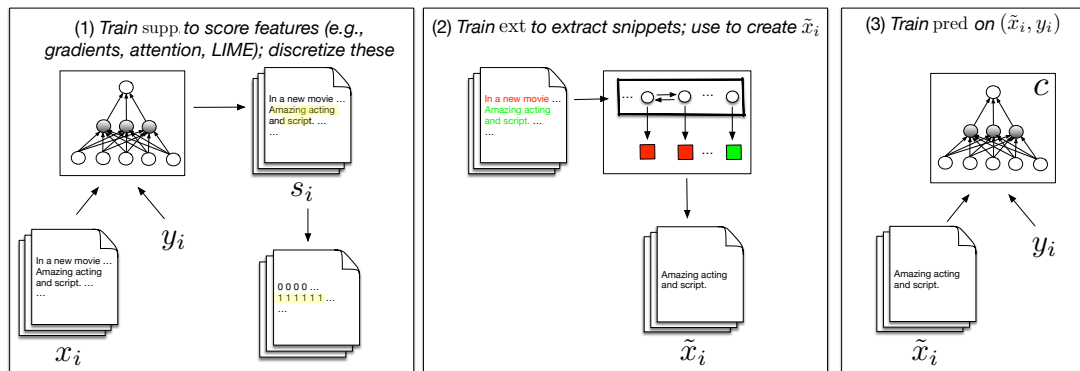 (1) Train supp to score features (e.g.,
gradients, attention, LIME); discretize these
In a new movie ...
Amazing acting
and script. ...
...
s_i
y_i
In a new movie ...
Amazing acting
and script. ...
...
x_i
0 0 0 0 ...
1 1 1 1 1 1 ...
...
(2) Train ext to extract snippets; use to create x̃_i
In a new movie ...
Amazing acting
and script. ...
...
... ...
...
Amazing acting
and script.
x̃_i
(3) Train pred on (x̃_i, y_i)
c
y_i
Amazing acting
and script.
x̃_i